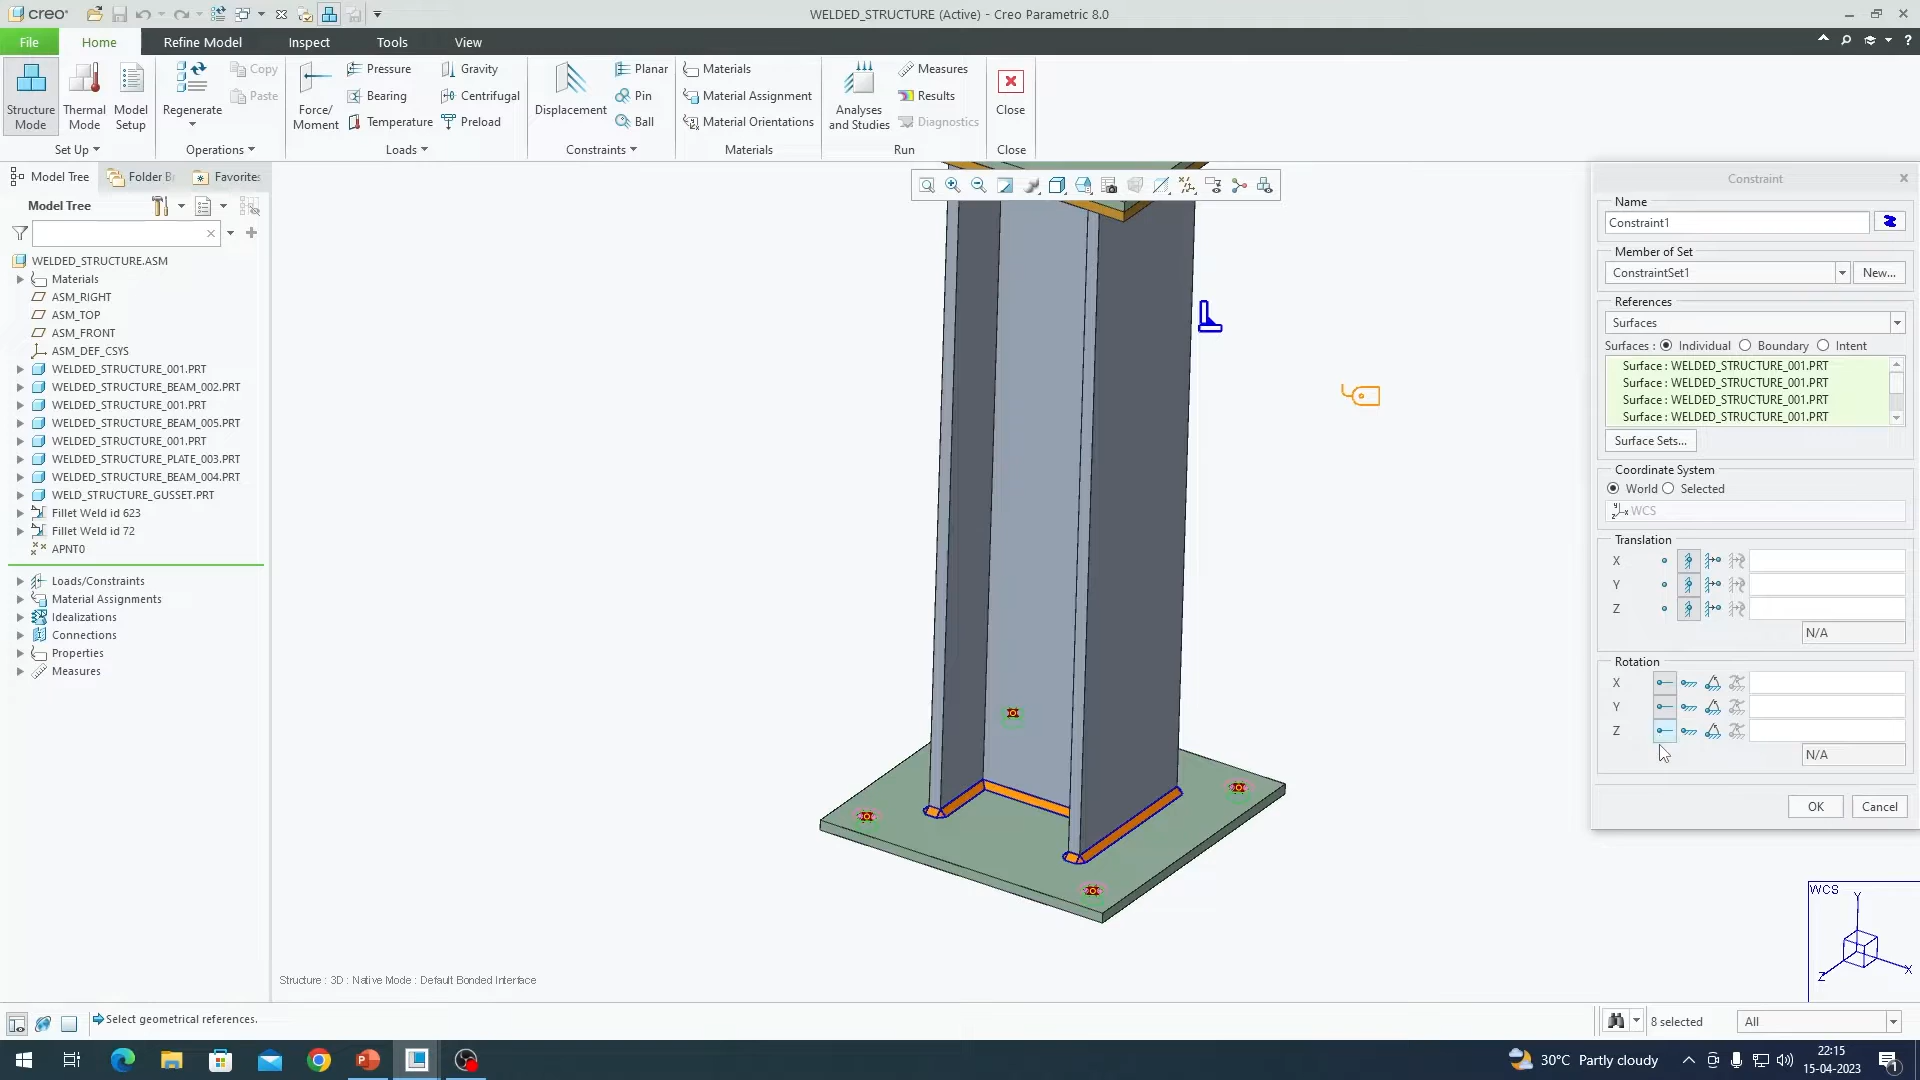 creo
WELDED_STRUCTURE (Active) - Creo Parametric 8.0
File
Home
Refine Model
Inspect
Tools
View
Structure Mode
Thermal Mode
Model Setup
Set Up
Regenerate
Copy
Paste
Operations
Force/ Moment
Pressure
Bearing
Temperature
Gravity
Centrifugal
Preload
Loads
Displacement
Planar
Pin
Ball
Constraints
Materials
Material Assignment
Material Orientations
Materials
Analyses and Studies
Measures
Results
Diagnostics
Run
Close
Close
Model Tree
Folder B
Favorites
Model Tree
WELDED_STRUCTURE.ASM
Materials
ASM_RIGHT
ASM_TOP
ASM_FRONT
ASM_DEF_CSYS
WELDED_STRUCTURE_001.PRT
WELDED_STRUCTURE_BEAM_002.PRT
WELDED_STRUCTURE_001.PRT
WELDED_STRUCTURE_BEAM_005.PRT
WELDED_STRUCTURE_001.PRT
WELDED_STRUCTURE_PLATE_003.PRT
WELDED_STRUCTURE_BEAM_004.PRT
WELD_STRUCTURE_GUSSET.PRT
Fillet Weld id 623
Fillet Weld id 72
APNT0
Loads/Constraints
Material Assignments
Idealizations
Connections
Properties
Measures
Structure : 3D : Native Mode : Default Bonded Interface
Constraint
Name
Constraint1
Member of Set
ConstraintSet1
New...
References
Surfaces
Surfaces : Individual Boundary Intent
Surface : WELDED_STRUCTURE_001.PRT
Surface : WELDED_STRUCTURE_001.PRT
Surface : WELDED_STRUCTURE_001.PRT
Surface : WELDED_STRUCTURE_001.PRT
Surface Sets...
Coordinate System
World Selected
WCS
Translation
X
Y
Z
N/A
Rotation
X
Y
Z
N/A
OK
Cancel
WCS
Y
X
Z
Select geometrical references.
8 selected
All
30°C Partly cloudy
22:15
15-04-2023
1